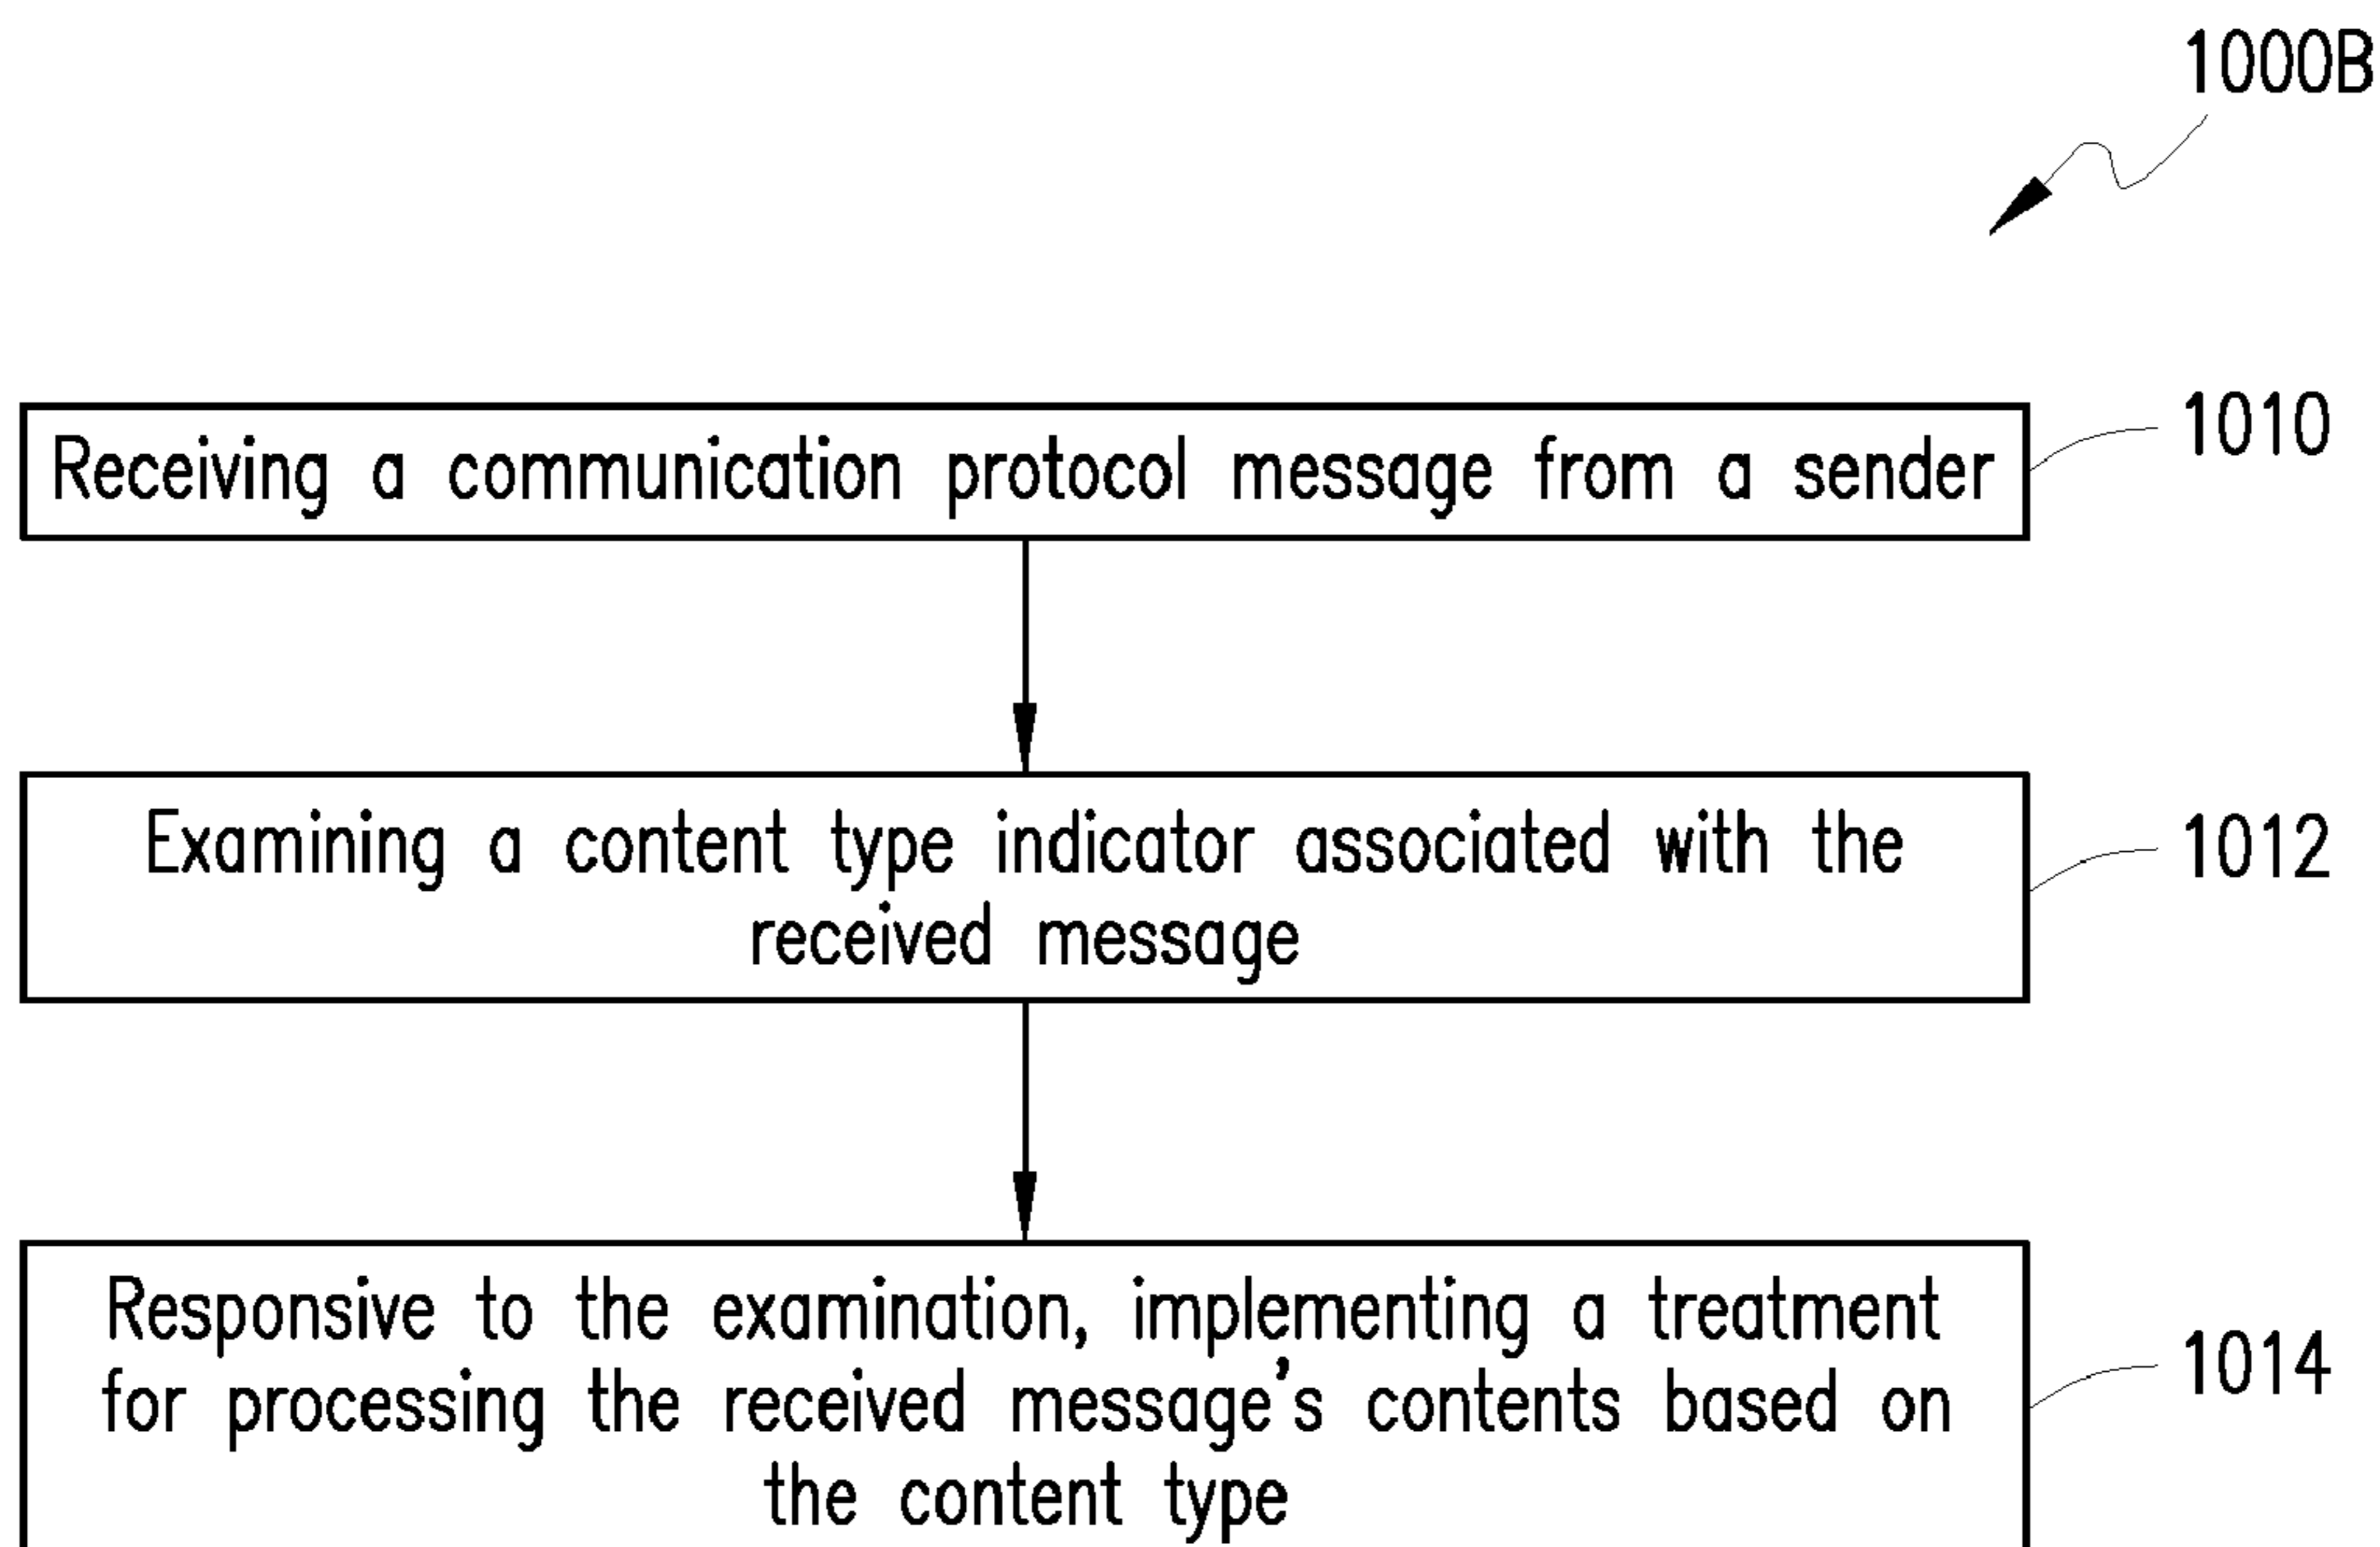 1000B
Receiving a communication protocol message from a sender
1010
Examining a content type indicator associated with the
received message
1012
Responsive to the examination, implementing a treatment
for processing the received message's contents based on
the content type
1014